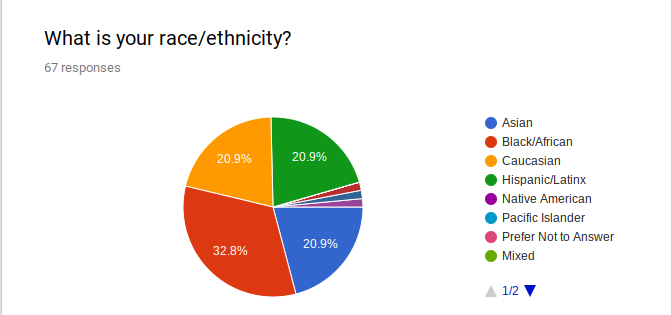 What is your race/ethnicity?
67 responses
20.9%
20.9%
32.8%
20.9%
Asian
Black/African
Caucasian
Hispanic/Latinx
Native American
Pacific Islander
Prefer Not to Answer
Mixed
1/2